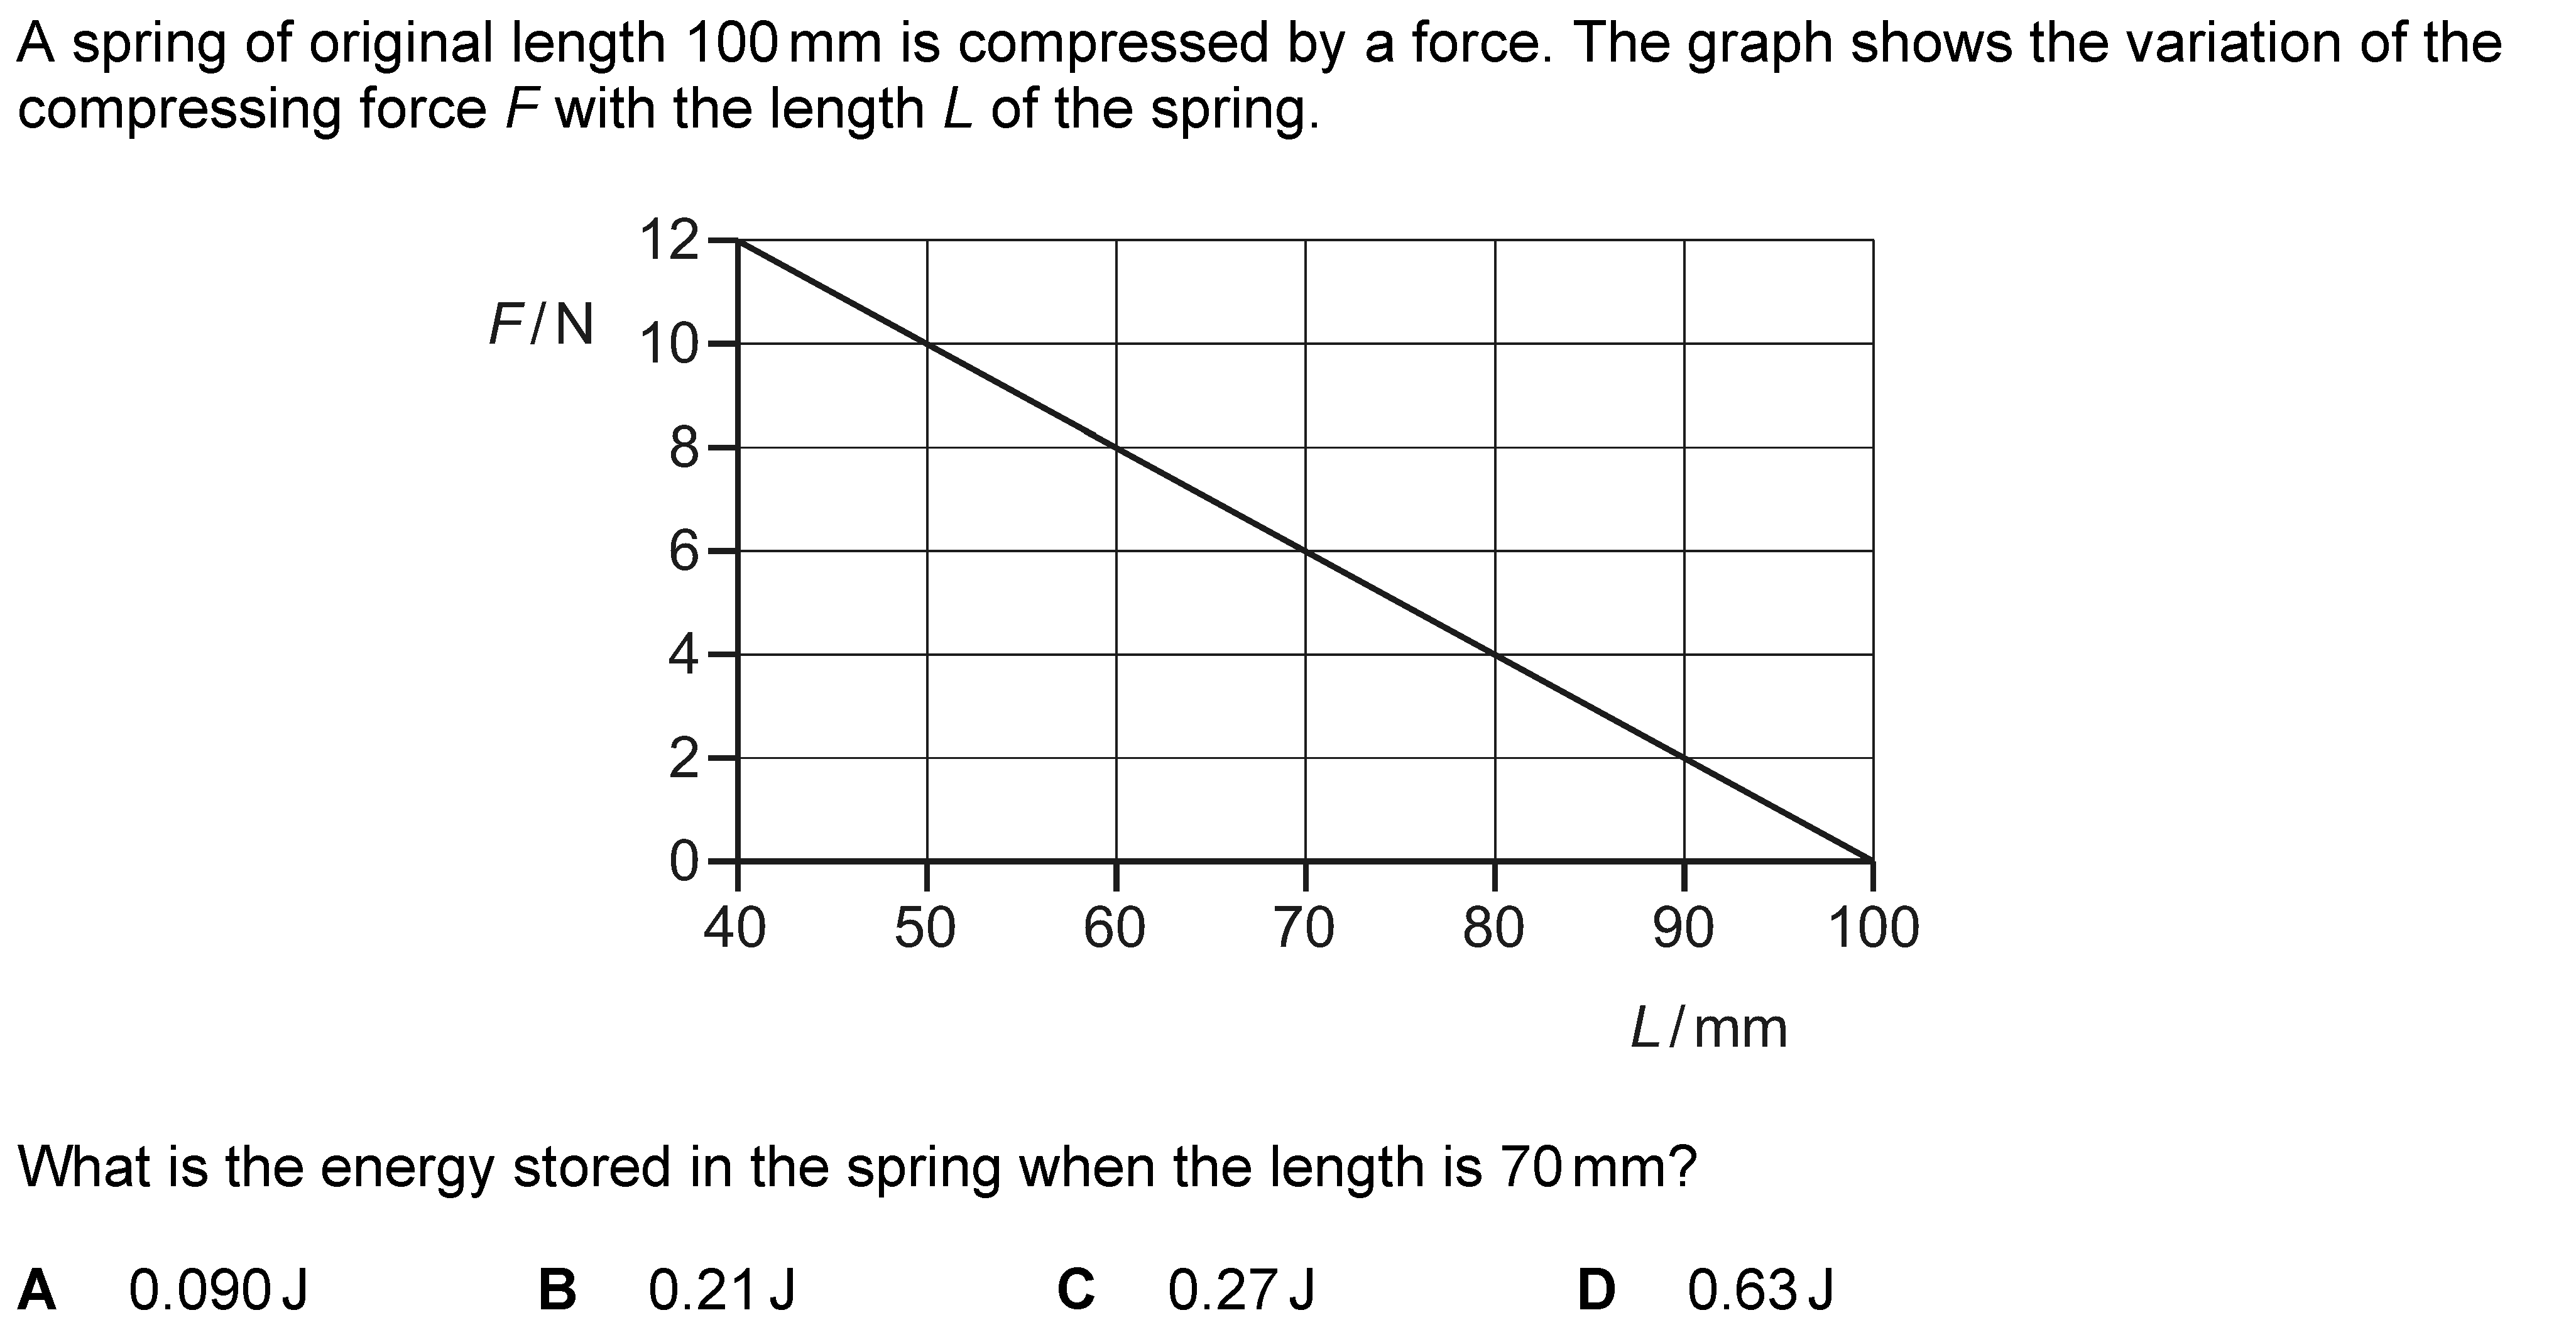 A spring of original length 100 mm is compressed by a force. The graph shows the variation of the
compressing force F with the length L of the spring.
12
F/N 10
8
6
4
2
0
40 50 60 70 80 90 100
L/mm
What is the energy stored in the spring when the length is 70 mm?
A 0.090 J B 0.21 J C 0.27 J D 0.63 J